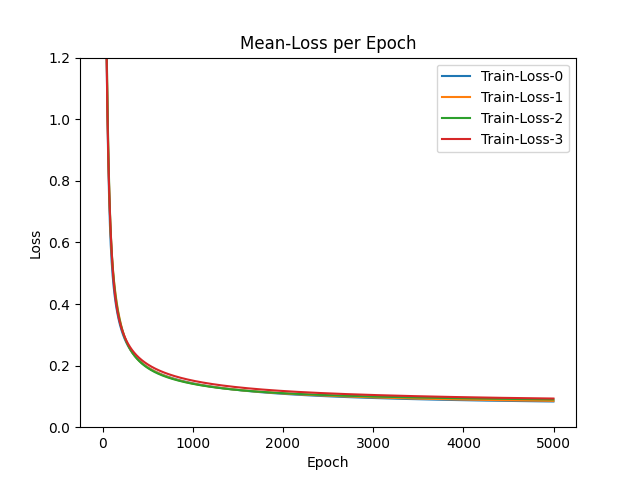 Mean-Loss per Epoch
Train-Loss-0
Train-Loss-1
Train-Loss-2
Train-Loss-3
Loss
1.2
1.0
0.8
0.6
0.4
0.2
0.0
0 1000 2000 3000 4000 5000
Epoch